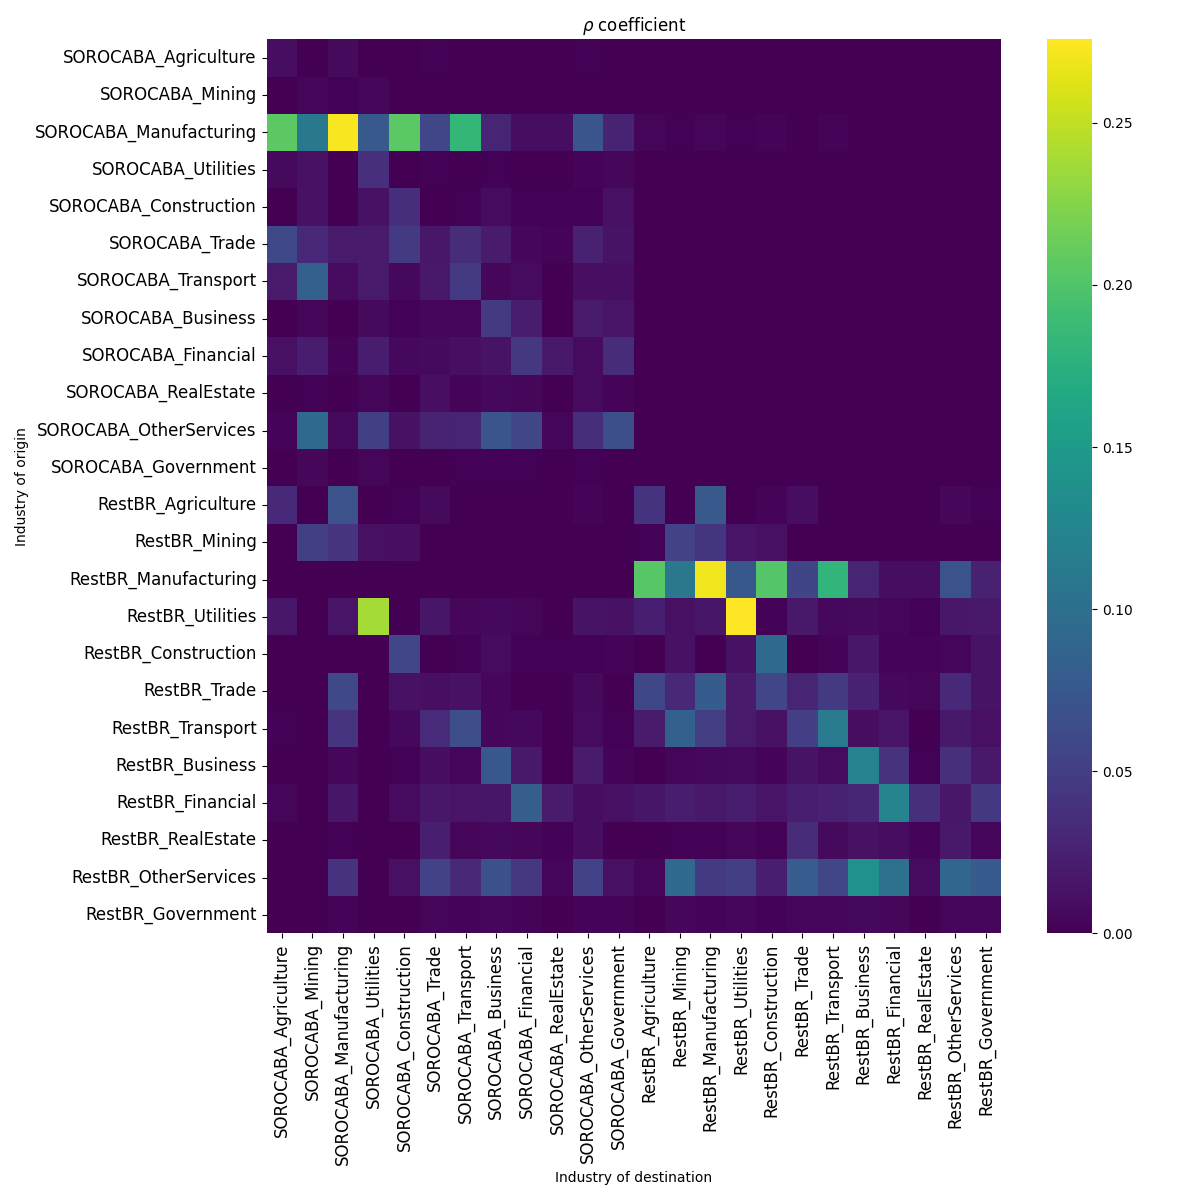 ρ coefficient
SOROCABA_Agriculture
SOROCABA_Mining
SOROCABA_Manufacturing
SOROCABA_Utilities
SOROCABA_Construction
SOROCABA_Trade
SOROCABA_Transport
SOROCABA_Business
SOROCABA_Financial
SOROCABA_RealEstate
SOROCABA_OtherServices
SOROCABA_Government
RestBR_Agriculture
RestBR_Mining
RestBR_Manufacturing
RestBR_Utilities
RestBR_Construction
RestBR_Trade
RestBR_Transport
RestBR_Business
RestBR_Financial
RestBR_RealEstate
RestBR_OtherServices
RestBR_Government
Industry of origin
SOROCABA_Agriculture
SOROCABA_Mining
SOROCABA_Manufacturing
SOROCABA_Utilities
SOROCABA_Construction
SOROCABA_Trade
SOROCABA_Transport
SOROCABA_Business
SOROCABA_Financial
SOROCABA_RealEstate
SOROCABA_OtherServices
SOROCABA_Government
RestBR_Agriculture
RestBR_Mining
RestBR_Manufacturing
RestBR_Utilities
RestBR_Construction
RestBR_Trade
RestBR_Transport
RestBR_Business
RestBR_Financial
RestBR_RealEstate
RestBR_OtherServices
RestBR_Government
Industry of destination
0.25
0.20
0.15
0.10
0.05
0.00